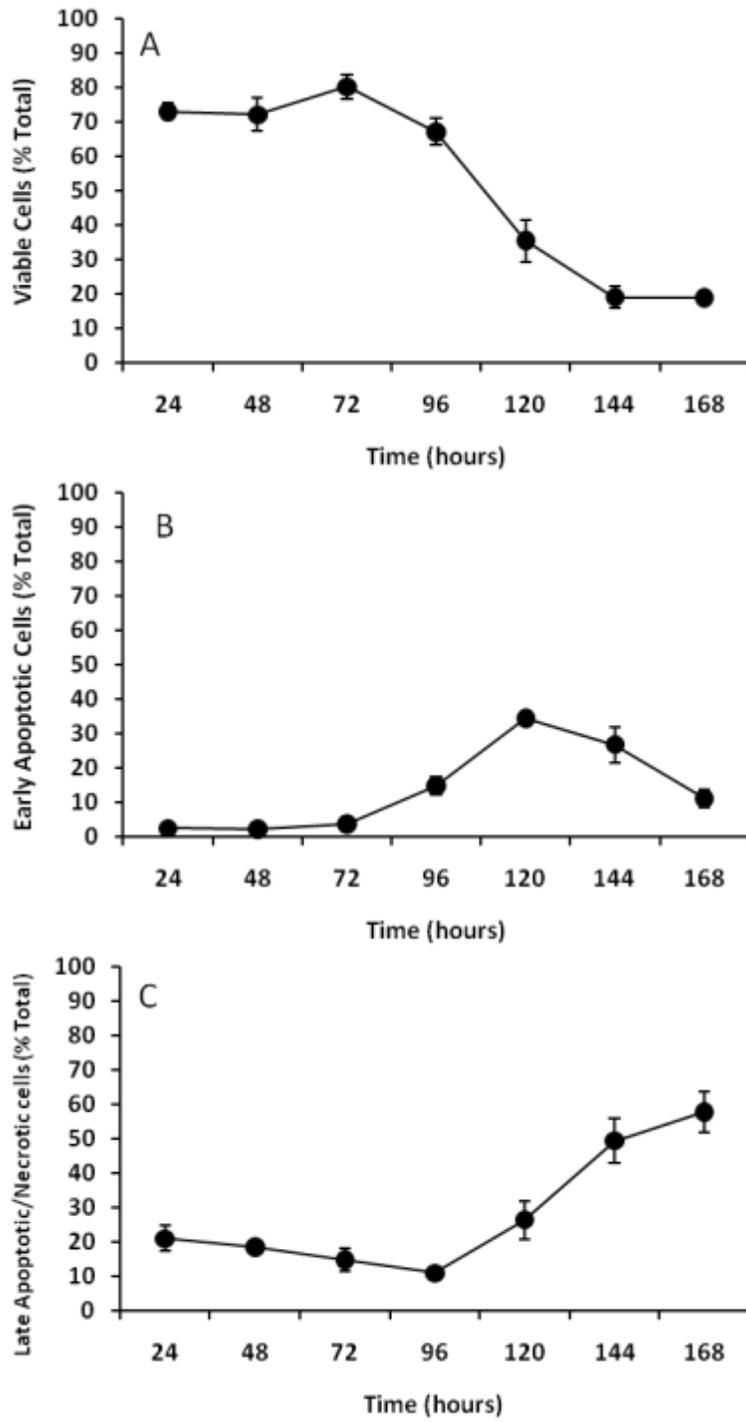 A
Viable Cells (% Total)
100
90
80
70
60
50
40
30
20
10
0
24 48 72 96 120 144 168
Time (hours)
B
Early Apoptotic Cells (% Total)
100
90
80
70
60
50
40
30
20
10
0
24 48 72 96 120 144 168
Time (hours)
C
Late Apoptotic/Necrotic cells (% Total)
100
90
80
70
60
50
40
30
20
10
0
24 48 72 96 120 144 168
Time (hours)